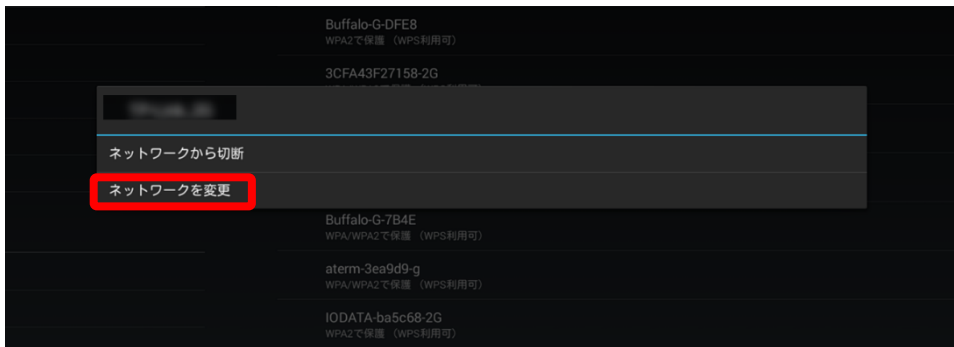 Buffalo-G-DFE8
WPA2で保護 （WPS利用可）
3CFA43F27158-2G
ネットワークから切断
ネットワークを変更
Buffalo-G-7B4E
WPA/WPA2で保護 （WPS利用可）
aterm-3ea9d9-g
WPA/WPA2で保護 （WPS利用可）
IODATA-ba5c68-2G
WPA2で保護 （WPS利用可）